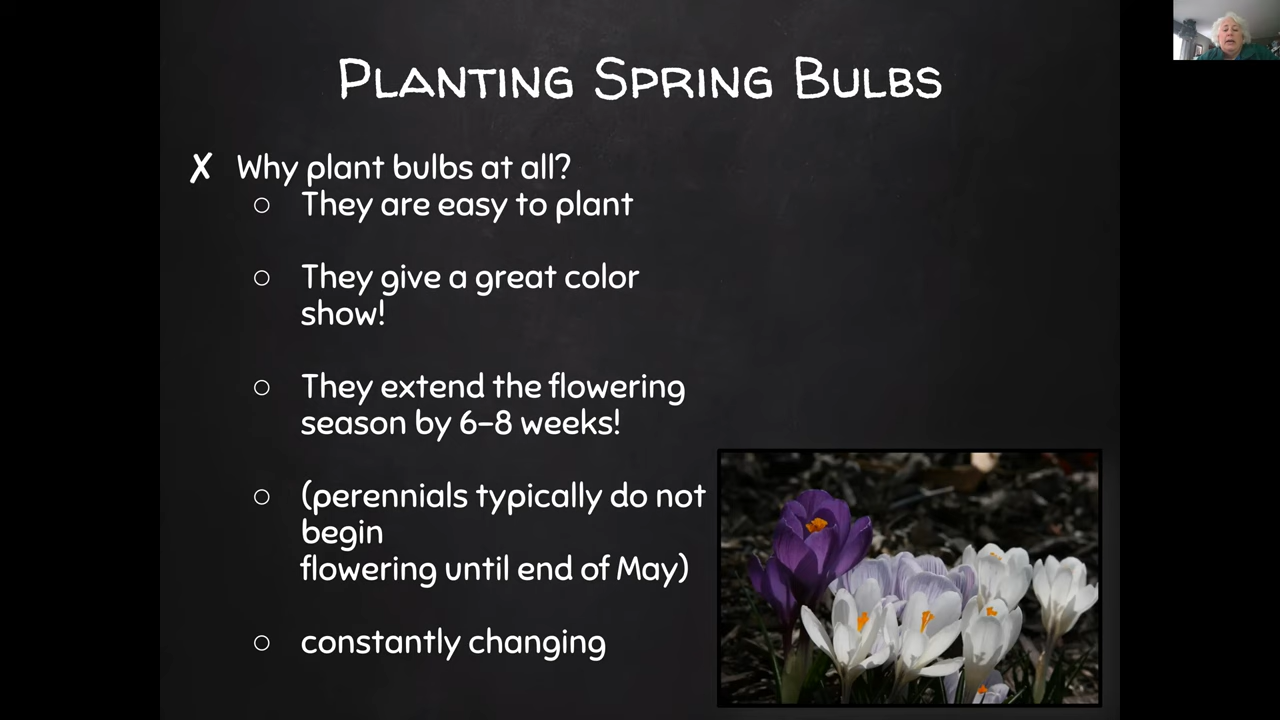 Planting Spring Bulbs
✗ Why plant bulbs at all?
○ They are easy to plant
○ They give a great color
show!
○ They extend the flowering
season by 6-8 weeks!
○ (perennials typically do not
begin
flowering until end of May)
○ constantly changing